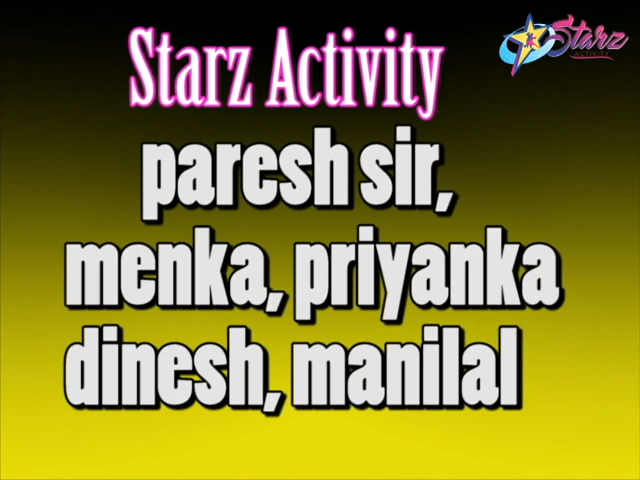 Starz Activity
Starz
ACTIVITY
paresh sir,
menka, priyanka
dinesh, manilal